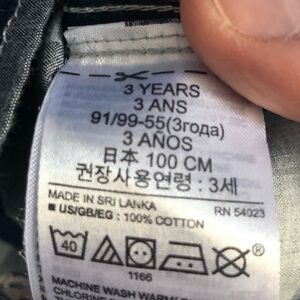 3 YEARS
3 ANS
91/99-55(3года)
3 AÑOS
日本 100 CM
권장사용연령 : 3세
MADE IN SRI LANKA RN 54023
■ US/GB/EG : 100% COTTON
40
1166
MACHINE WASH WARM
CHLORINE